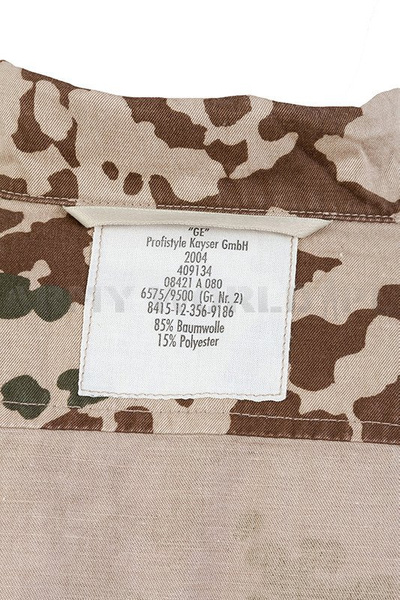 "GE"
Profistyle Kayser GmbH
2004
409134
08421 A 080
6575/9500 (Gr. Nr. 2)
8415-12-356-9186
85% Baumwolle
15% Polyester